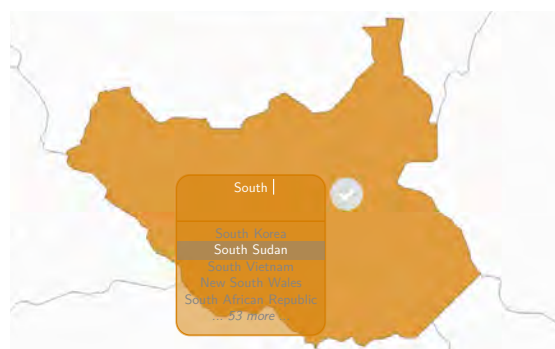 South
South Korea
South Sudan
South Vietnam
New South Wales
South African Republic
... 53 more ...